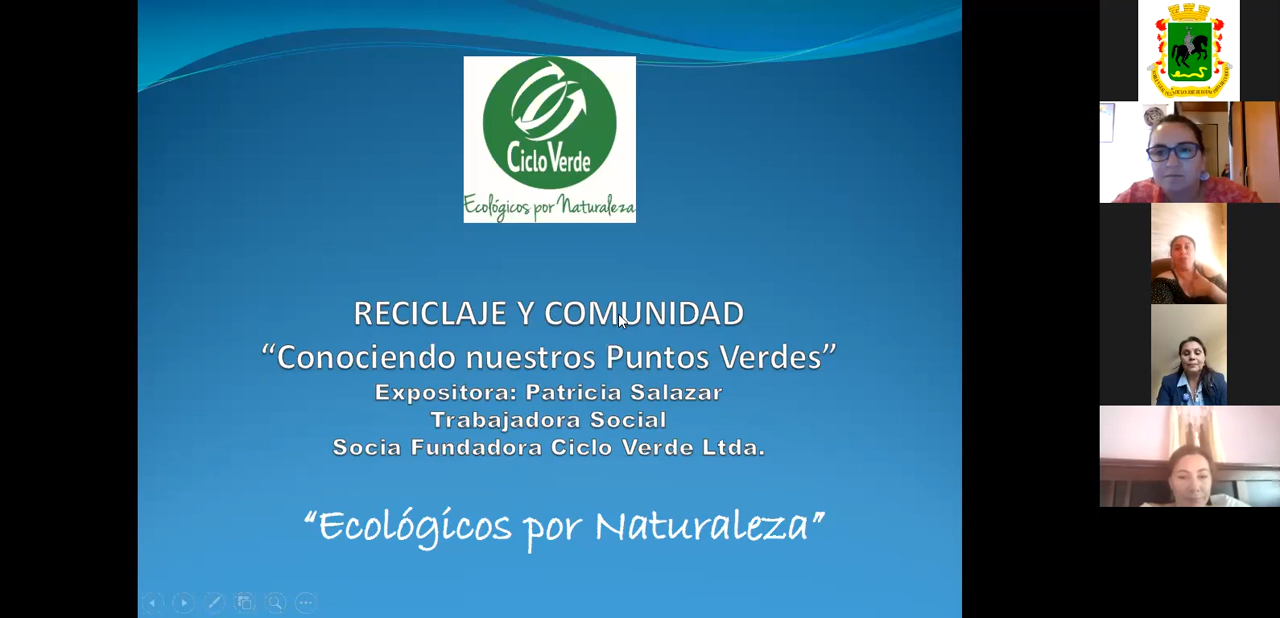 Ciclo Verde
Ecológicos por Naturaleza
RECICLAJE Y COMUNIDAD
“Conociendo nuestros Puntos Verdes”
Expositora: Patricia Salazar
Trabajadora Social
Socia Fundadora Ciclo Verde Ltda.
“Ecológicos por Naturaleza”